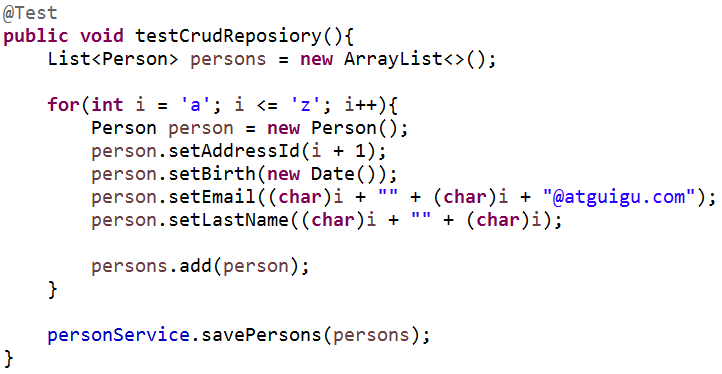 @Test
public void testCrudReposiory(){
    List<Person> persons = new ArrayList<>();

    for(int i = 'a'; i <= 'z'; i++){
        Person person = new Person();
        person.setAddressId(i + 1);
        person.setBirth(new Date());
        person.setEmail((char)i + "" + (char)i + "@atguigu.com");
        person.setLastName((char)i + "" + (char)i);

        persons.add(person);
    }

    personService.savePersons(persons);
}